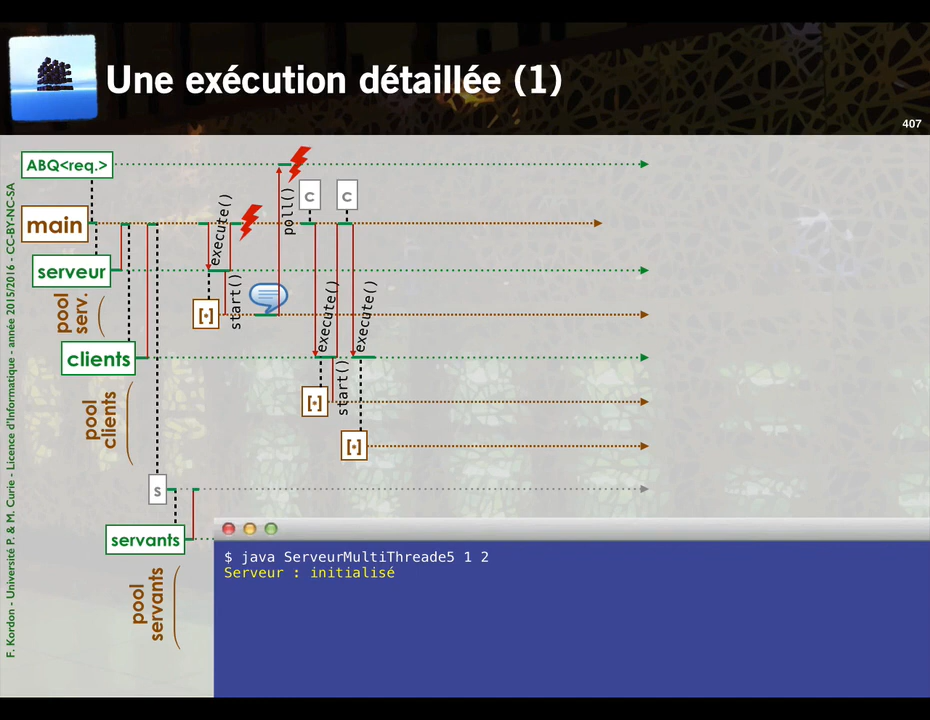 Une exécution détaillée (1)
407
F. Kordon - Université P. & M. Curie - Licence d'Informatique - année 2015/2016 - CC-BY-NC-SA
ABQ<req.>
main
serveur
pool
serv.
clients
pool
clients
s
servants
pool
servants
execute()
[•]
start()
poll()
c
c
execute()
[•]
start()
execute()
[•]
$ java ServeurMultiThreade5 1 2
Serveur : initialisé